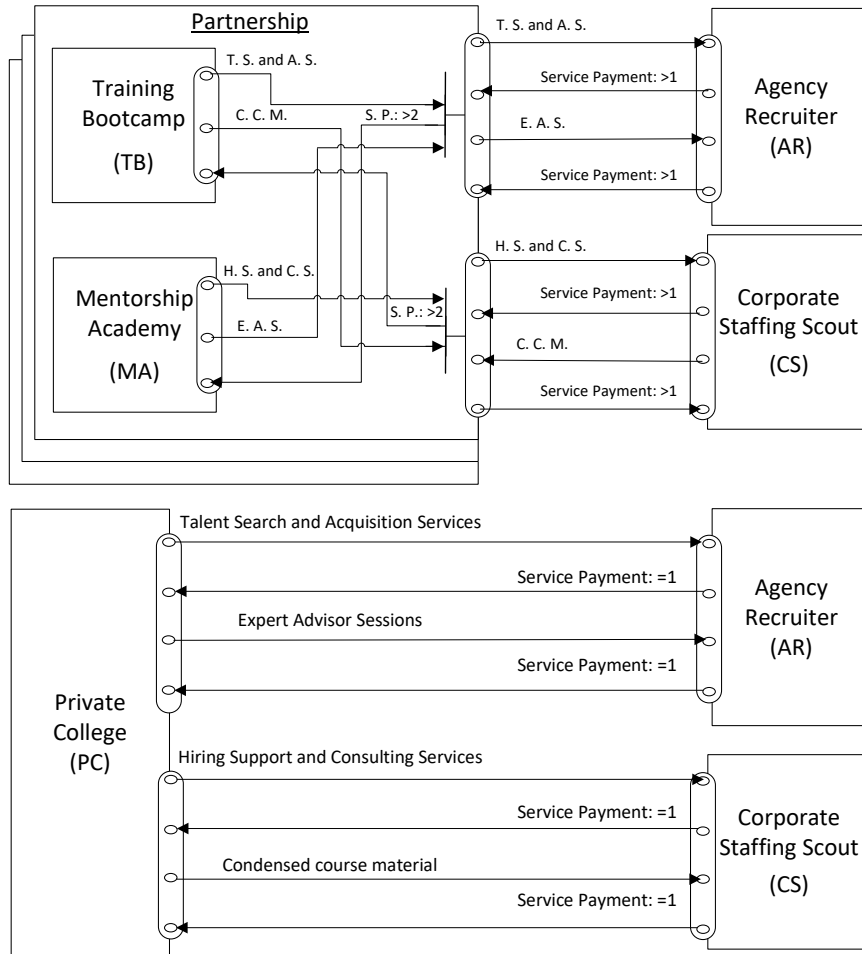 Partnership
Training
Bootcamp
(TB)
T. S. and A. S.
C. C. M.
S. P.: >2
Mentorship
Academy
(MA)
H. S. and C. S.
E. A. S.
S. P.: >2
T. S. and A. S.
Service Payment: >1
E. A. S.
Service Payment: >1
Agency
Recruiter
(AR)
H. S. and C. S.
Service Payment: >1
C. C. M.
Service Payment: >1
Corporate
Staffing Scout
(CS)
Private
College
(PC)
Talent Search and Acquisition Services
Service Payment: =1
Expert Advisor Sessions
Service Payment: =1
Agency
Recruiter
(AR)
Hiring Support and Consulting Services
Service Payment: =1
Condensed course material
Service Payment: =1
Corporate
Staffing Scout
(CS)